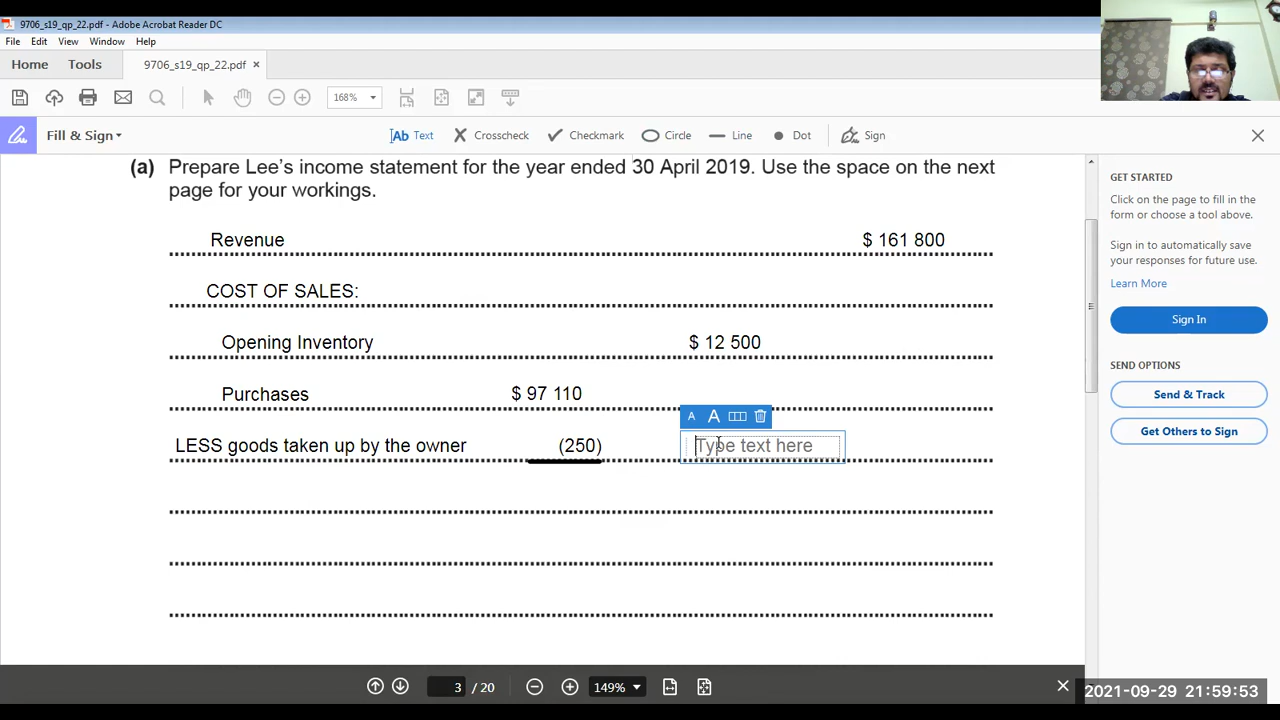 9706_s19_qp_22.pdf - Adobe Acrobat Reader DC
File Edit View Window Help
Home Tools 9706_s19_qp_22.pdf ×
168%
Fill & Sign
Ab Text Crosscheck Checkmark Circle Line Dot Sign
(a) Prepare Lee's income statement for the year ended 30 April 2019. Use the space on the next
page for your workings.
Revenue $ 161 800
COST OF SALES:
Opening Inventory $ 12 500
Purchases $ 97 110
A A
LESS goods taken up by the owner (250) Type text here
GET STARTED
Click on the page to fill in the
form or choose a tool above.
Sign in to automatically save
your responses for future use.
Learn More
Sign In
SEND OPTIONS
Send & Track
Get Others to Sign
3 / 20 149%
2021-09-29 21:59:53